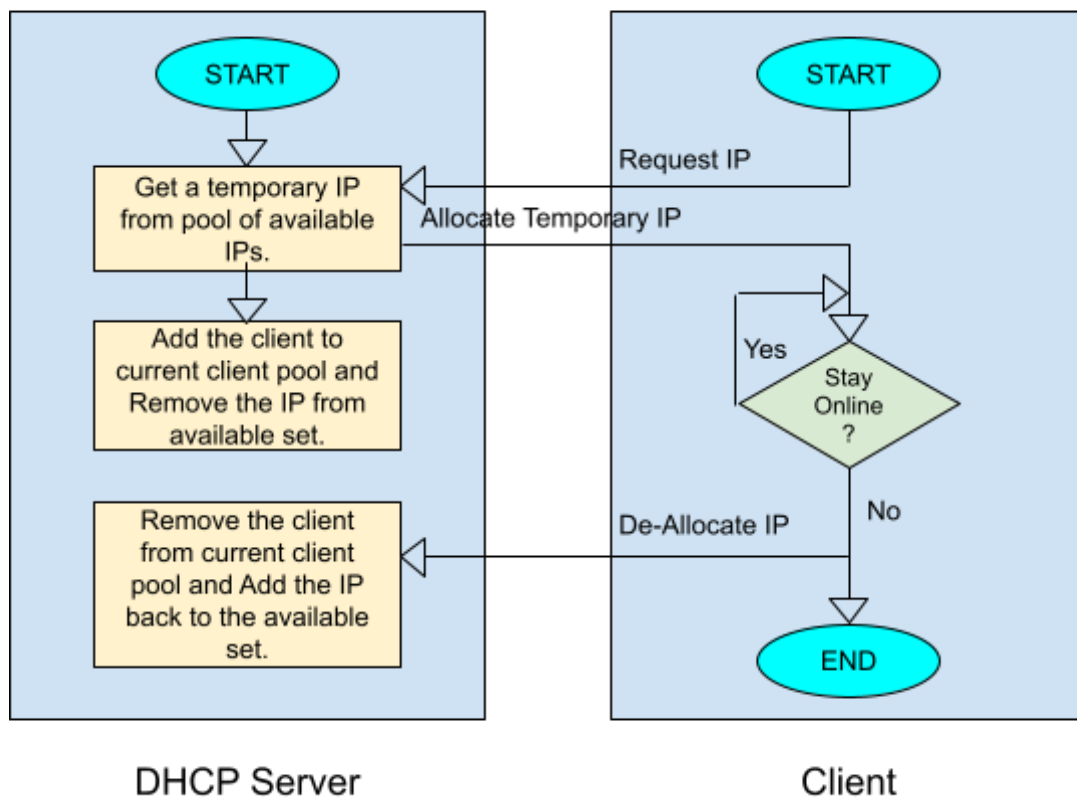 START
START
Request IP
Get a temporary IP
from pool of available
IPs.
Allocate Temporary IP
Add the client to
current client pool and
Remove the IP from
available set.
Yes
Stay
Online
?
No
De-Allocate IP
Remove the client
from current client
pool and Add the IP
back to the available
set.
END
DHCP Server
Client